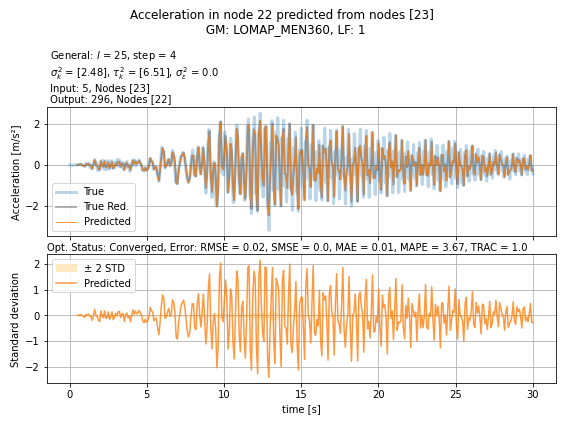 Acceleration in node 22 predicted from nodes [23]
GM: LOMAP_MEN360, LF: 1
General: l = 25, step = 4
σ²ₖ = [2.48], τ²ₖ = [6.51], σ²ε = 0.0
Input: 5, Nodes [23]
Output: 296, Nodes [22]
Acceleration [m/s²]
2
0
−2
True
True Red.
Predicted
Opt. Status: Converged, Error: RMSE = 0.02, SMSE = 0.0, MAE = 0.01, MAPE = 3.67, TRAC = 1.0
Standard deviation
2
1
0
−1
−2
± 2 STD
Predicted
0 5 10 15 20 25 30
time [s]